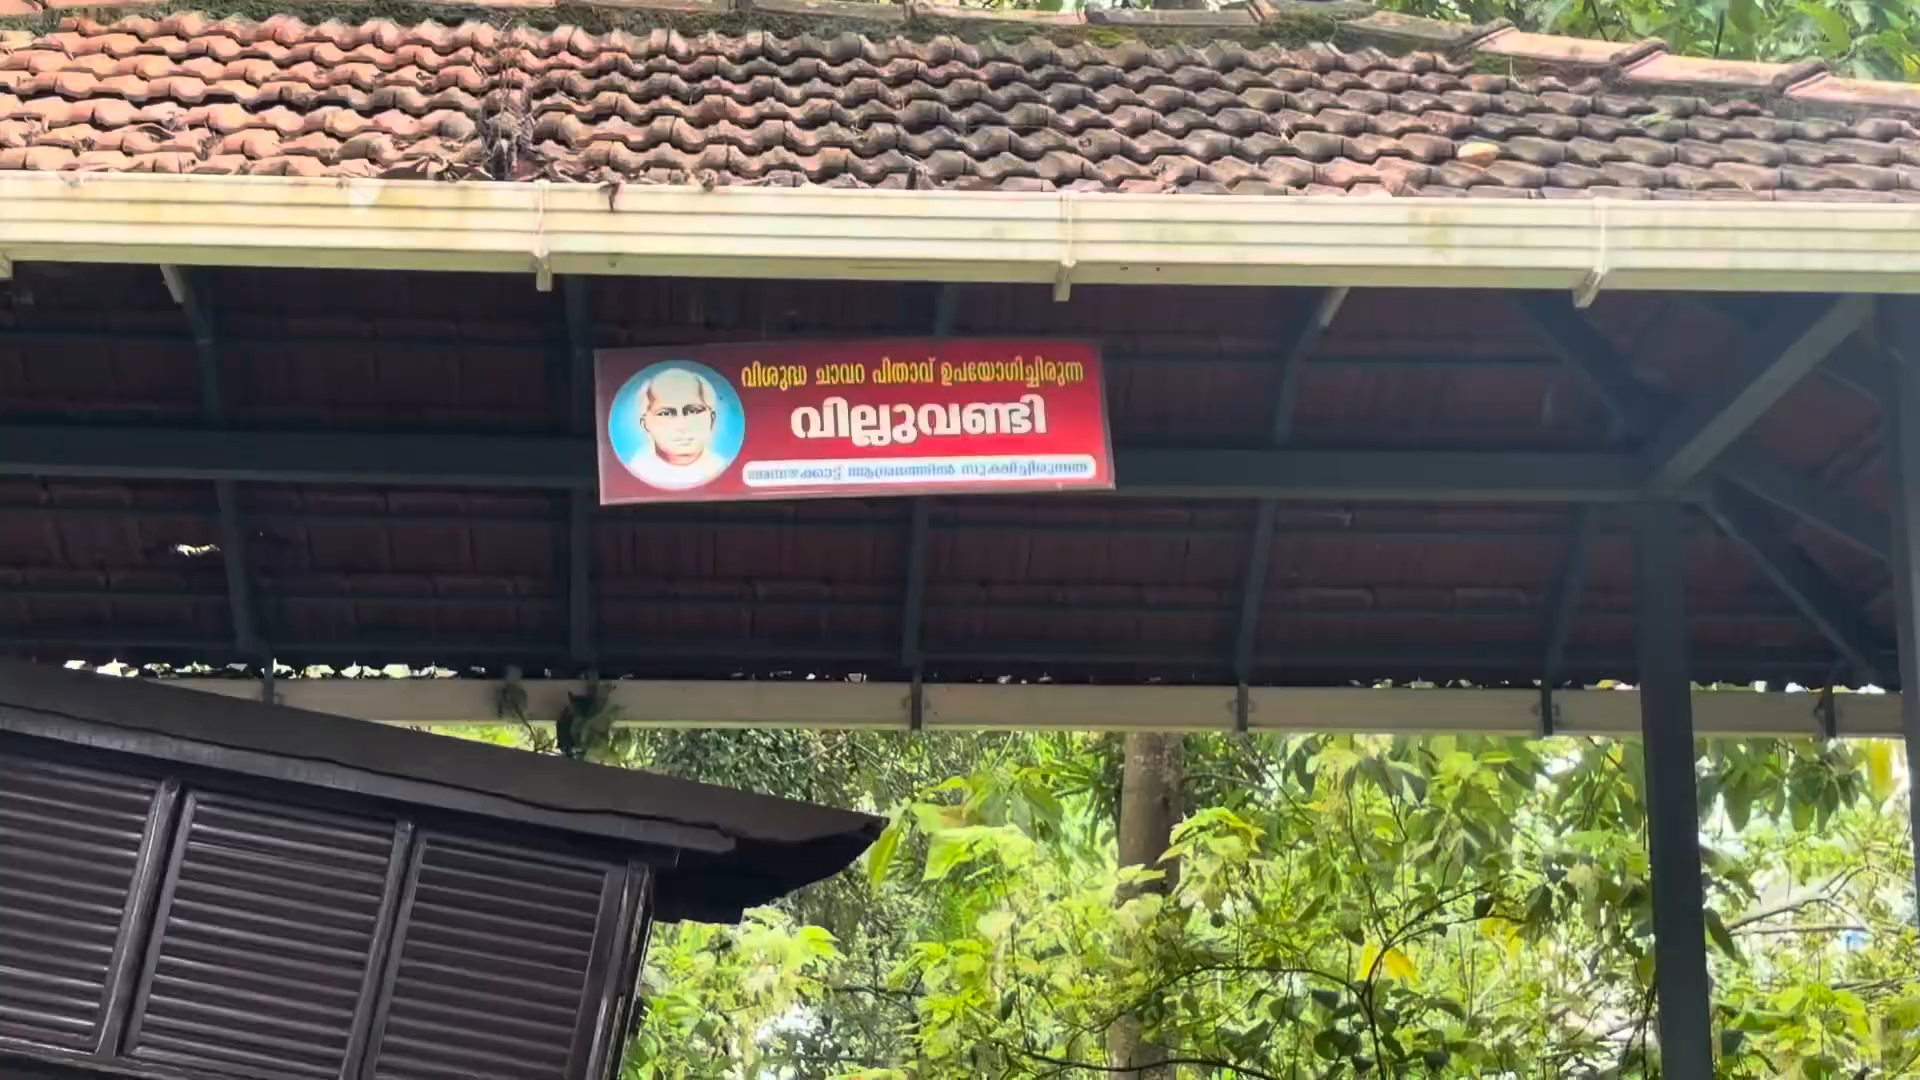 വിശുദ്ധ ചാവറ പിതാവ് ഉപയോഗിച്ചിരുന്ന
വില്ലുവണ്ടി
ആശ്രമത്തിൽ സൂക്ഷിച്ചിരുന്നത്